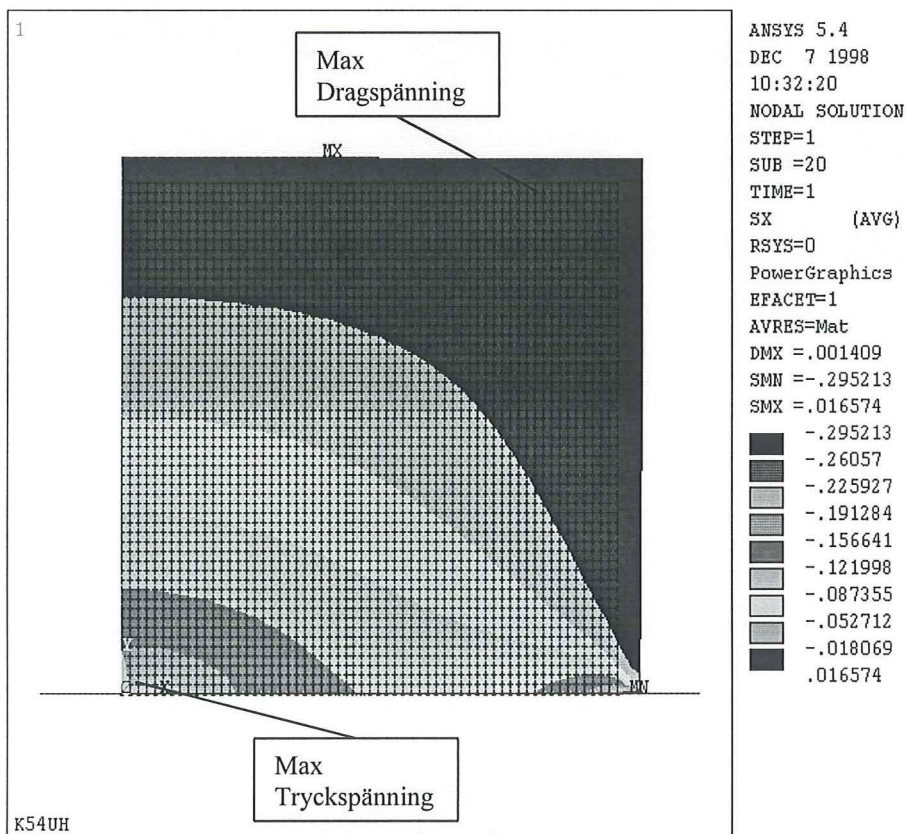 1
Max
Dragspänning
MX
Y
X
MN
Max
Tryckspänning
K54UH
ANSYS 5.4
DEC 7 1998
10:32:20
NODAL SOLUTION
STEP=1
SUB =20
TIME=1
SX (AVG)
RSYS=0
PowerGraphics
EFACET=1
AVRES=Mat
DMX =.001409
SMN =-.295213
SMX =.016574
-.295213
-.26057
-.225927
-.191284
-.156641
-.121998
-.087355
-.052712
-.018069
.016574